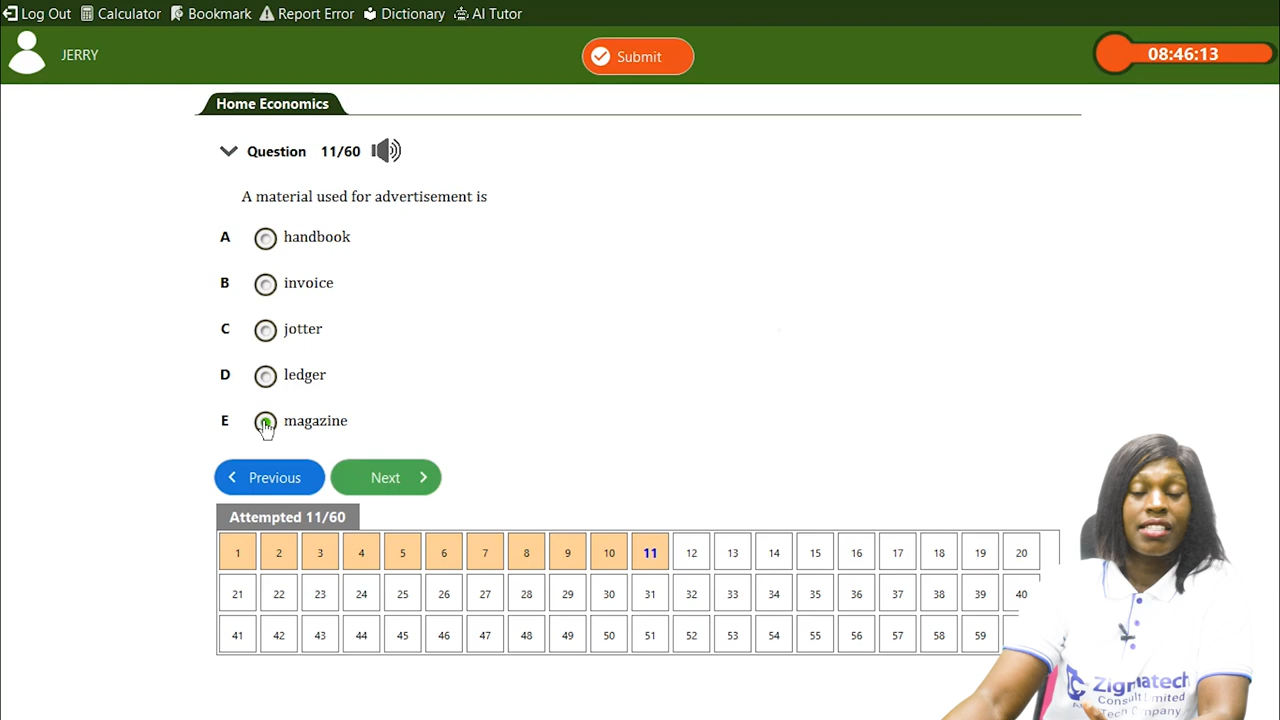 Log Out Calculator Bookmark Report Error Dictionary AI Tutor
JERRY
Submit
08:46:13
Home Economics
Question 11/60
A material used for advertisement is
A handbook
B invoice
C jotter
D ledger
E magazine
Previous Next
Attempted 11/60
1 2 3 4 5 6 7 8 9 10 11 12 13 14 15 16 17 18 19 20
21 22 23 24 25 26 27 28 29 30 31 32 33 34 35 36 37 38 39 40
41 42 43 44 45 46 47 48 49 50 51 52 53 54 55 56 57 58 59
Zigmatech
Consult Limited
Tech Company